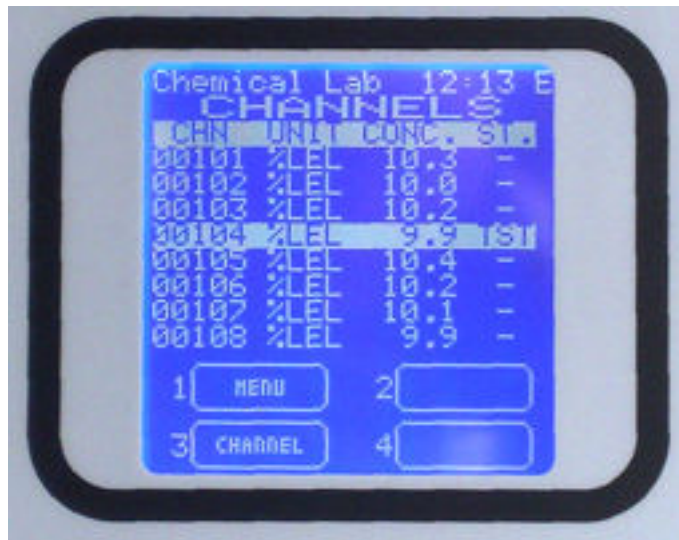 Chemical Lab 12:13 E
CHANNELS
CHN UNIT CONC. ST.
00101 %LEL 10.3 -
00102 %LEL 10.0 -
00103 %LEL 10.2 -
00104 %LEL 9.9 TST
00105 %LEL 10.4 -
00106 %LEL 10.2 -
00107 %LEL 10.1 -
00108 %LEL 9.9 -
1 MENU 2
3 CHANNEL 4